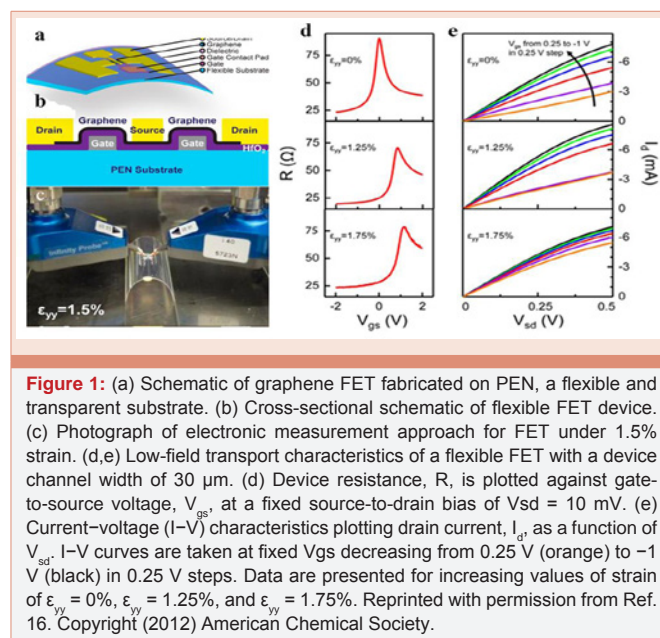 a
Source/Drain
Graphene
Dielectric
Gate Contact Pad
Gate
Flexible Substrate
b
Graphene Graphene
Drain Source Drain
Gate Gate
HfO₂
PEN Substrate
c
Infinity Probe™
εyy=1.5%
d
εyy=0%
75
50
25
εyy=1.25%
75
50
25
R (Ω)
εyy=1.75%
75
50
25
-2 0 2
Vgs (V)
e
Vgs from 0.25 to -1 V
in 0.25 V step
εyy=0%
-6
-3
0
εyy=1.25%
-6
-3
0
Id (mA)
εyy=1.75%
-6
-3
0
0.0 0.25 0.5
Vsd (V)
Figure 1: (a) Schematic of graphene FET fabricated on PEN, a flexible and
transparent substrate. (b) Cross-sectional schematic of flexible FET device.
(c) Photograph of electronic measurement approach for FET under 1.5%
strain. (d,e) Low-field transport characteristics of a flexible FET with a device
channel width of 30 μm. (d) Device resistance, R, is plotted against gate-
to-source voltage, Vgs, at a fixed source-to-drain bias of Vsd = 10 mV. (e)
Current−voltage (I−V) characteristics plotting drain current, Id, as a function of
Vsd. I−V curves are taken at fixed Vgs decreasing from 0.25 V (orange) to −1
V (black) in 0.25 V steps. Data are presented for increasing values of strain
of εyy = 0%, εyy = 1.25%, and εyy = 1.75%. Reprinted with permission from Ref.
16. Copyright (2012) American Chemical Society.